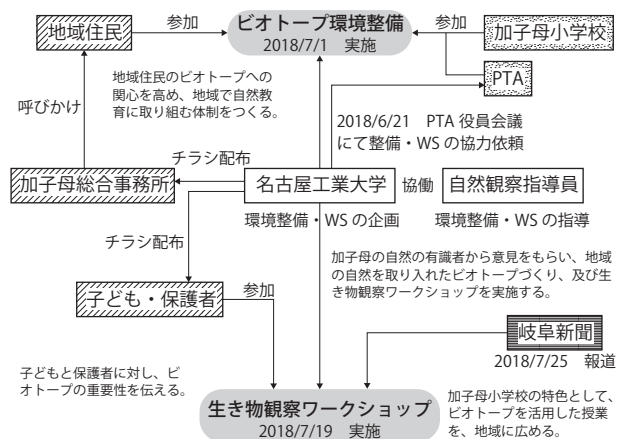 地域住民
参加
ビオトープ環境整備
2018/7/1　実施
参加
加子母小学校
PTA
地域住民のビオトープへの
関心を高め、地域で自然教
育に取り組む体制をつくる。
呼びかけ
2018/6/21　PTA 役員会議
にて整備・WS の協力依頼
チラシ配布
加子母総合事務所
名古屋工業大学
協働
自然観察指導員
環境整備・WS の企画
環境整備・WS の指導
チラシ配布
加子母の自然の有識者から意見をもらい、地域
の自然を取り入れたビオトープづくり、及び生
き物観察ワークショップを実施する。
子ども・保護者
参加
岐阜新聞
2018/7/25　報道
子どもと保護者に対し、ビ
オトープの重要性を伝える。
生き物観察ワークショップ
2018/7/19　実施
加子母小学校の特色として、
ビオトープを活用した授業
を、地域に広める。